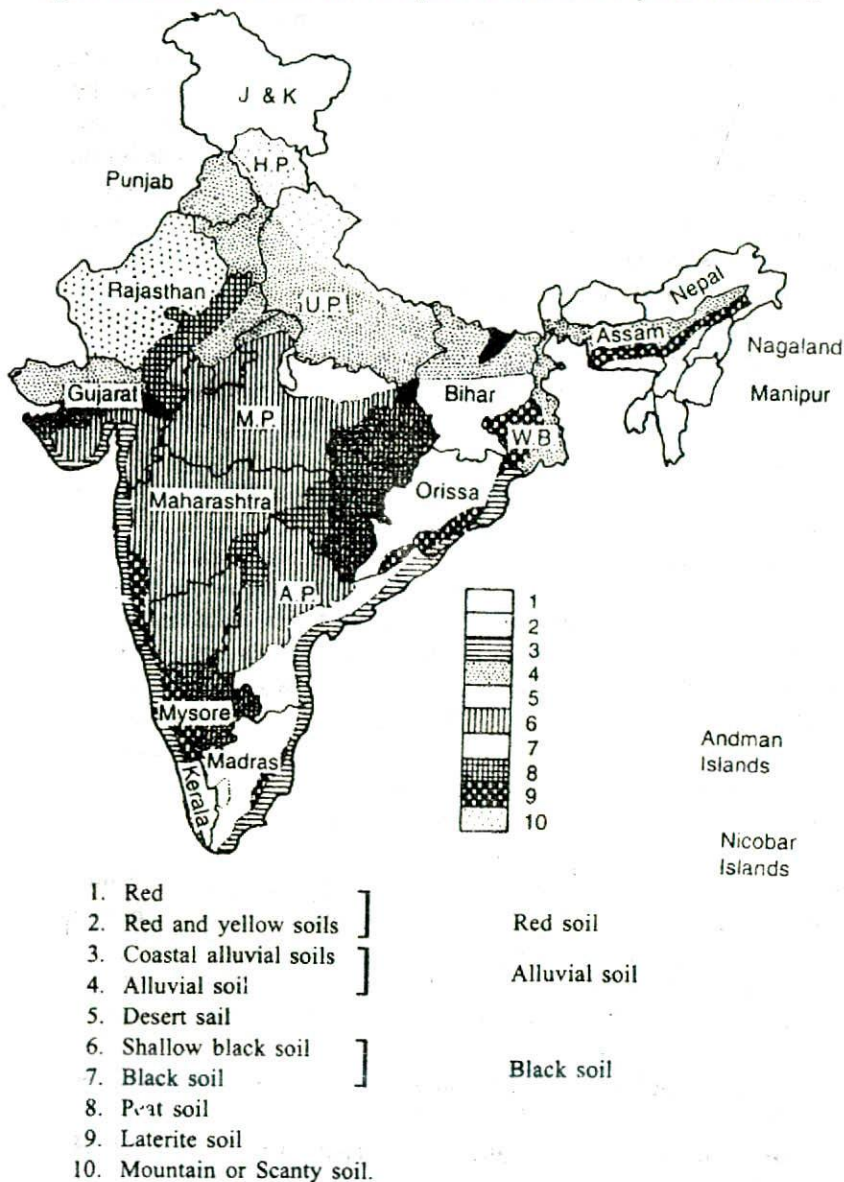 J & K
H.P.
Punjab
Rajasthan
U.P.
Nepal
Assam
Nagaland
Gujarat
M.P.
Bihar
W.B
Manipur
Maharashtra
Orissa
A.P.
Mysore
Madras
Kerala
1
2
3
4
5
6
7
8
9
10
Andman
Islands
Nicobar
Islands
1. Red
2. Red and yellow soils
Red soil
3. Coastal alluvial soils
4. Alluvial soil
Alluvial soil
5. Desert sail
6. Shallow black soil
7. Black soil
Black soil
8. Peat soil
9. Laterite soil
10. Mountain or Scanty soil.